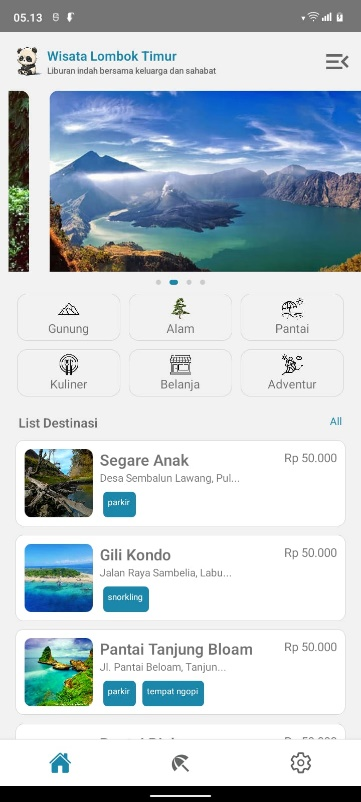 05.13
Wisata Lombok Timur
Liburan indah bersama keluarga dan sahabat
Gunung
Alam
Pantai
Kuliner
Belanja
Adventur
List Destinasi
All
Segare Anak
Rp 50.000
Desa Sembalun Lawang, Pul...
parkir
Gili Kondo
Rp 50.000
Jalan Raya Sambelia, Labu...
snorkling
Pantai Tanjung Bloam
Rp 50.000
Jl. Pantai Beloam, Tanjun...
parkir
tempat ngopi